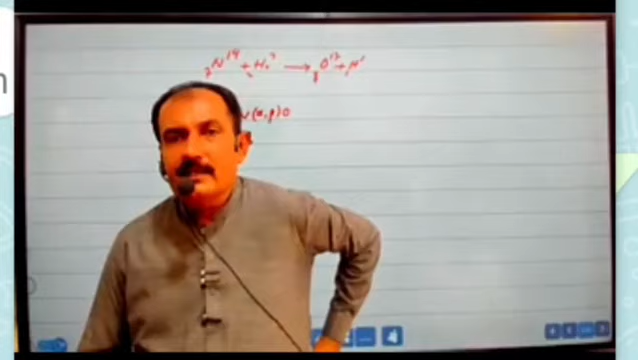 ₇N¹⁴ + ₂He⁴ → ₈O¹⁷ + ₁H¹
N(α,p)O